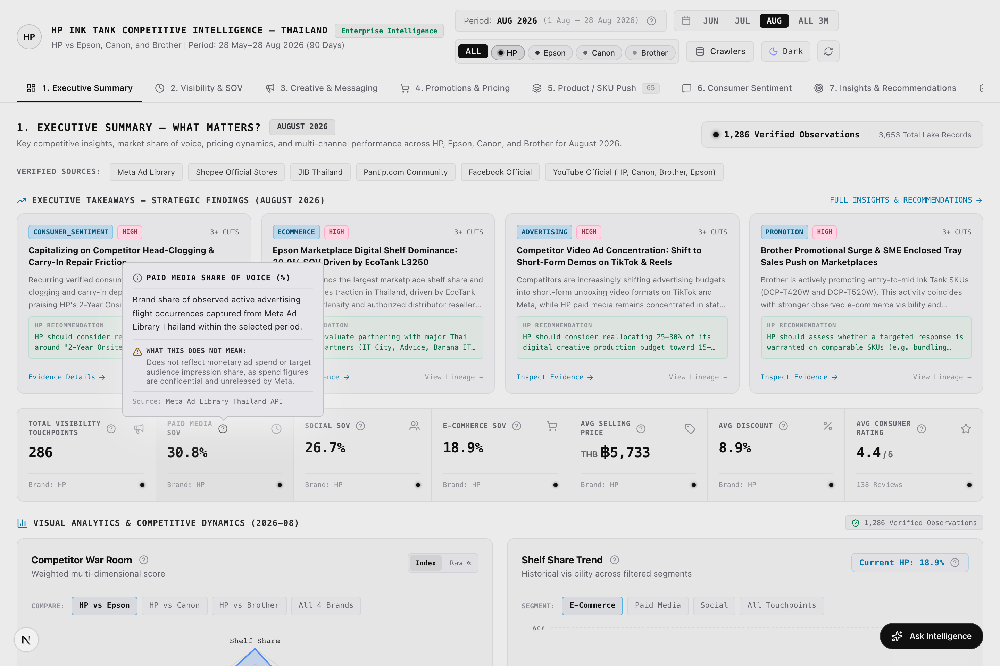 HP
HP INK TANK COMPETITIVE INTELLIGENCE — THAILAND
Enterprise Intelligence
HP vs Epson, Canon, and Brother | Period: 28 May–28 Aug 2026 (90 Days)
Period: AUG 2026 (1 Aug – 28 Aug 2026)
JUN JUL AUG ALL 3M
ALL HP Epson Canon Brother
Crawlers
Dark
1. Executive Summary
2. Visibility & SOV
3. Creative & Messaging
4. Promotions & Pricing
5. Product / SKU Push 65
6. Consumer Sentiment
7. Insights & Recommendations
1. EXECUTIVE SUMMARY — WHAT MATTERS?
AUGUST 2026
Key competitive insights, market share of voice, pricing dynamics, and multi-channel performance across HP, Epson, Canon, and Brother for August 2026.
1,286 Verified Observations | 3,653 Total Lake Records
VERIFIED SOURCES:
Meta Ad Library
Shopee Official Stores
JIB Thailand
Pantip.com Community
Facebook Official
YouTube Official (HP, Canon, Brother, Epson)
EXECUTIVE TAKEAWAYS — STRATEGIC FINDINGS (AUGUST 2026)
FULL INSIGHTS & RECOMMENDATIONS →
CONSUMER_SENTIMENT HIGH 3+ CUTS
Capitalizing on Competitor Head-Clogging &
Carry-In Repair Friction
Recurring verified
clogging and carry-in
praising HP's 2-Year
HP RECOMMENDATION
HP should consider
around "2-Year Onsite
Evidence Details →
ECOMMERCE HIGH 3+ CUTS
Epson Marketplace Digital Shelf Dominance:
30.9% SOV Driven by EcoTank L3250
the largest marketplace shelf share and
traction in Thailand, driven by EcoTank
density and authorized distributor reseller...
evaluate partnering with major Thai
partners (IT City, Advice, Banana IT…
View Lineage →
ADVERTISING HIGH 3+ CUTS
Competitor Video Ad Concentration: Shift to
Short-Form Demos on TikTok & Reels
Competitors are increasingly shifting advertising budgets
into short-form unboxing video formats on TikTok and
Meta, while HP paid media remains concentrated in stat...
HP RECOMMENDATION
HP should consider reallocating 25–30% of its
digital creative production budget toward 15-…
Inspect Evidence →
View Lineage →
PROMOTION HIGH 3+ CUTS
Brother Promotional Surge & SME Enclosed Tray
Sales Push on Marketplaces
Brother is actively promoting entry-to-mid Ink Tank SKUs
(DCP-T420W and DCP-T520W). This activity coincides
with stronger observed e-commerce visibility and...
HP RECOMMENDATION
HP should assess whether a targeted response is
warranted on comparable SKUs (e.g. bundling…
Inspect Evidence →
View Lineage →
PAID MEDIA SHARE OF VOICE (%)
Brand share of observed active advertising
flight occurrences captured from Meta Ad
Library Thailand within the selected period.
WHAT THIS DOES NOT MEAN:
Does not reflect monetary ad spend or target
audience impression share, as spend figures
are confidential and unreleased by Meta.
Source: Meta Ad Library Thailand API
TOTAL VISIBILITY
TOUCHPOINTS
286
Brand: HP
PAID MEDIA
SOV
30.8%
Brand: HP
SOCIAL SOV
26.7%
Brand: HP
E-COMMERCE SOV
18.9%
Brand: HP
AVG SELLING
PRICE
THB ฿5,733
Brand: HP
AVG DISCOUNT
8.9%
Brand: HP
AVG CONSUMER
RATING
4.4 / 5
138 Reviews
VISUAL ANALYTICS & COMPETITIVE DYNAMICS (2026-08)
1,286 Verified Observations
Competitor War Room
Weighted multi-dimensional score
Index Raw %
COMPARE:
HP vs Epson
HP vs Canon
HP vs Brother
All 4 Brands
Shelf Share
Shelf Share Trend
Historical visibility across filtered segments
Current HP: 18.9%
SEGMENT:
E-Commerce
Paid Media
Social
All Touchpoints
60%
N
Ask Intelligence